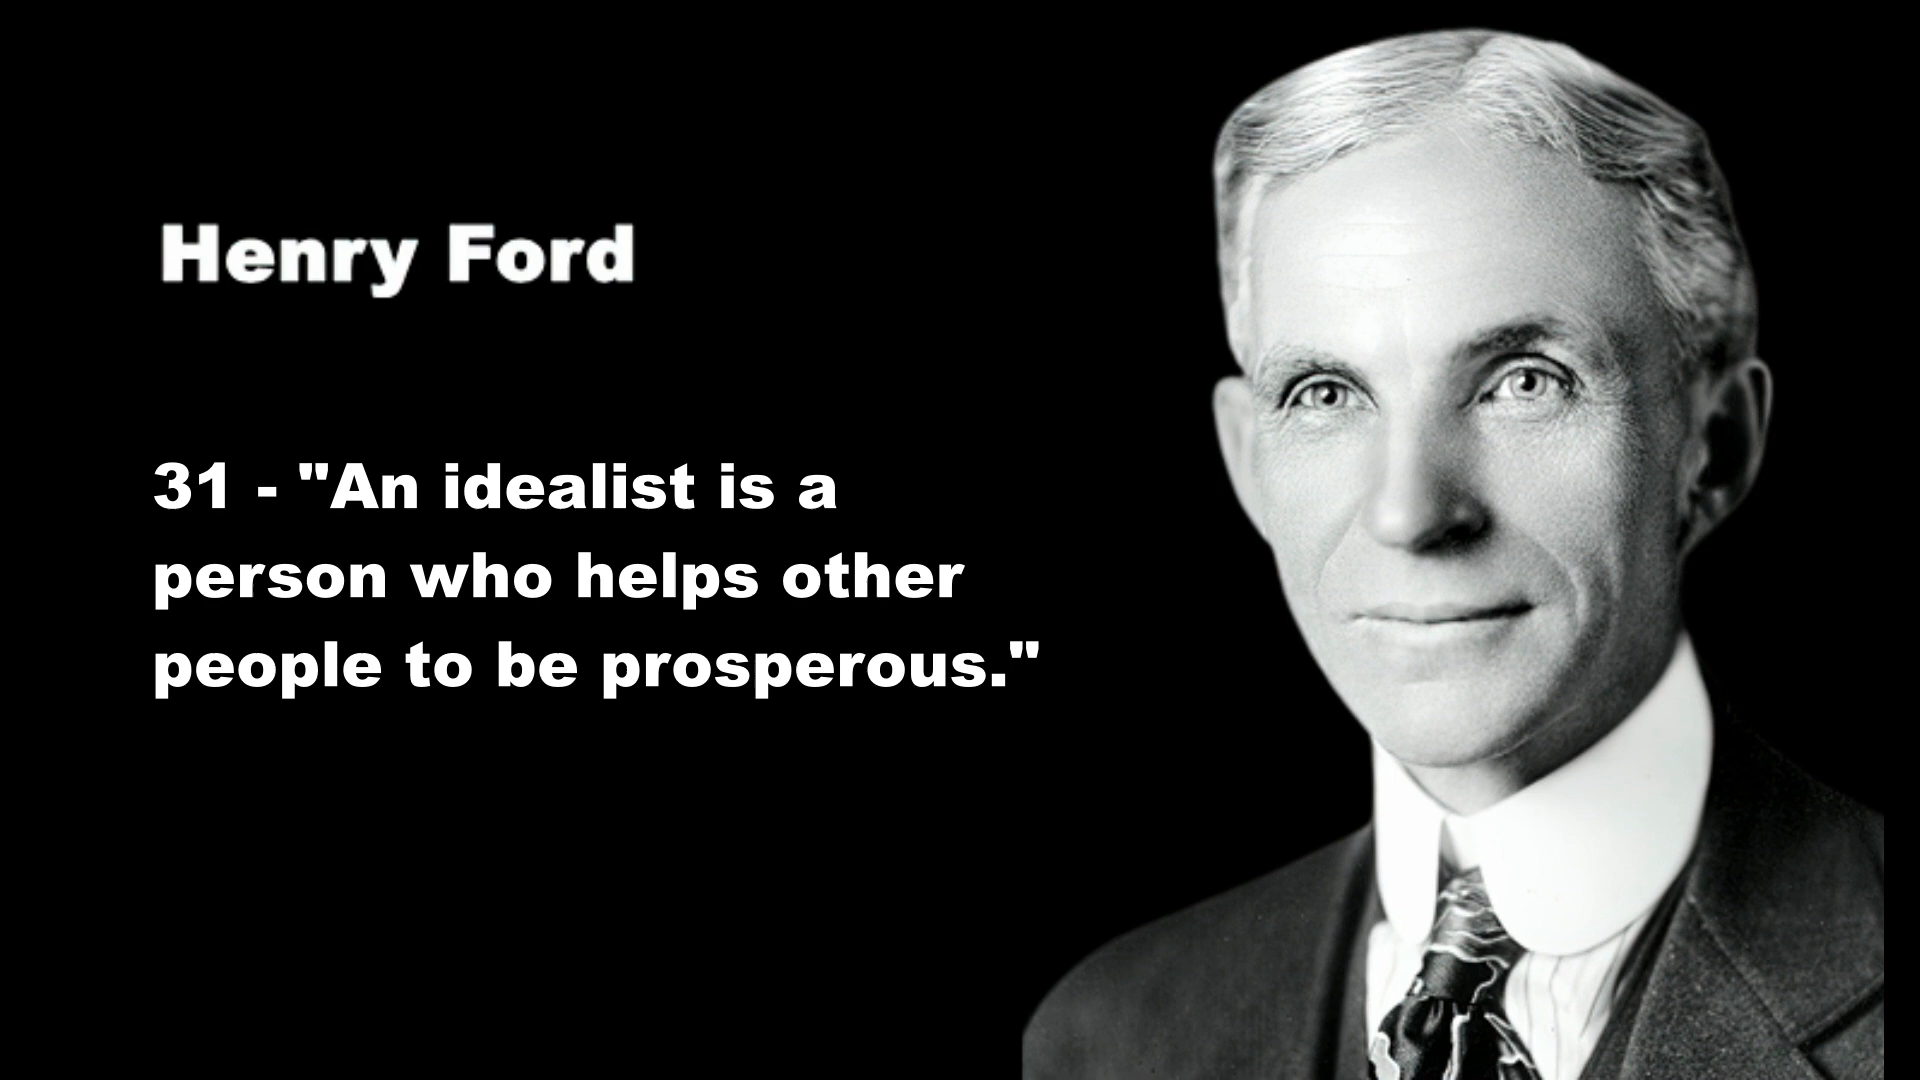 Henry Ford
31 - "An idealist is a
person who helps other
people to be prosperous."